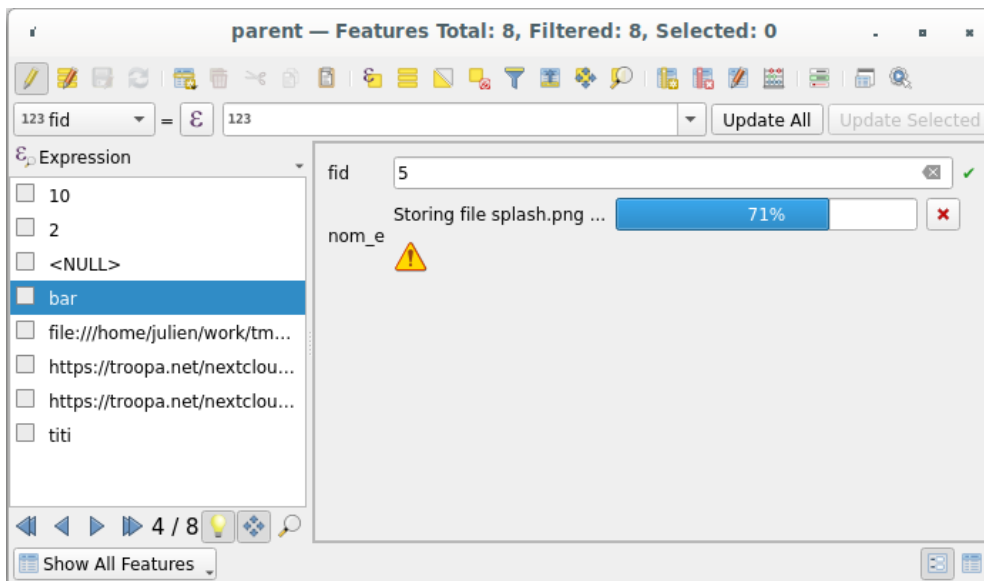 parent — Features Total: 8, Filtered: 8, Selected: 0
123 fid = ε 123 Update All Update Selected
Expression
10
2
<NULL>
bar
file:///home/julien/work/tm...
https://troopa.net/nextclou...
https://troopa.net/nextclou...
titi
4 / 8
Show All Features
fid 5
Storing file splash.png ... 71%
nom_e